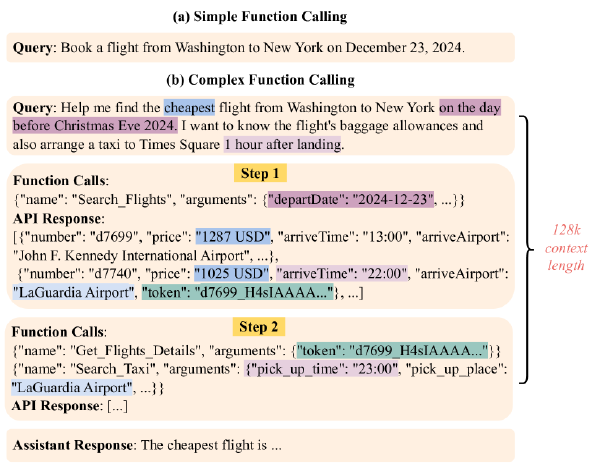 (a) Simple Function Calling
Query: Book a flight from Washington to New York on December 23, 2024.
(b) Complex Function Calling
Query: Help me find the cheapest flight from Washington to New York on the day
before Christmas Eve 2024. I want to know the flight's baggage allowances and
also arrange a taxi to Times Square 1 hour after landing.
Step 1
Function Calls:
{"name": "Search_Flights", "arguments": {"departDate": "2024-12-23", ...}}
API Response:
[{"number": "d7699", "price": "1287 USD", "arriveTime": "13:00", "arriveAirport":
"John F. Kennedy International Airport", ...},
{"number": "d7740", "price": "1025 USD", "arriveTime": "22:00", "arriveAirport":
"LaGuardia Airport", "token": "d7699_H4sIAAAA..."}, ...]
Step 2
Function Calls:
{"name": "Get_Flights_Details", "arguments": {"token": "d7699_H4sIAAAA..."}}
{"name": "Search_Taxi", "arguments": {"pick_up_time": "23:00", "pick_up_place":
"LaGuardia Airport", ...}}
API Response: [...]
Assistant Response: The cheapest flight is ...
128k
context
length